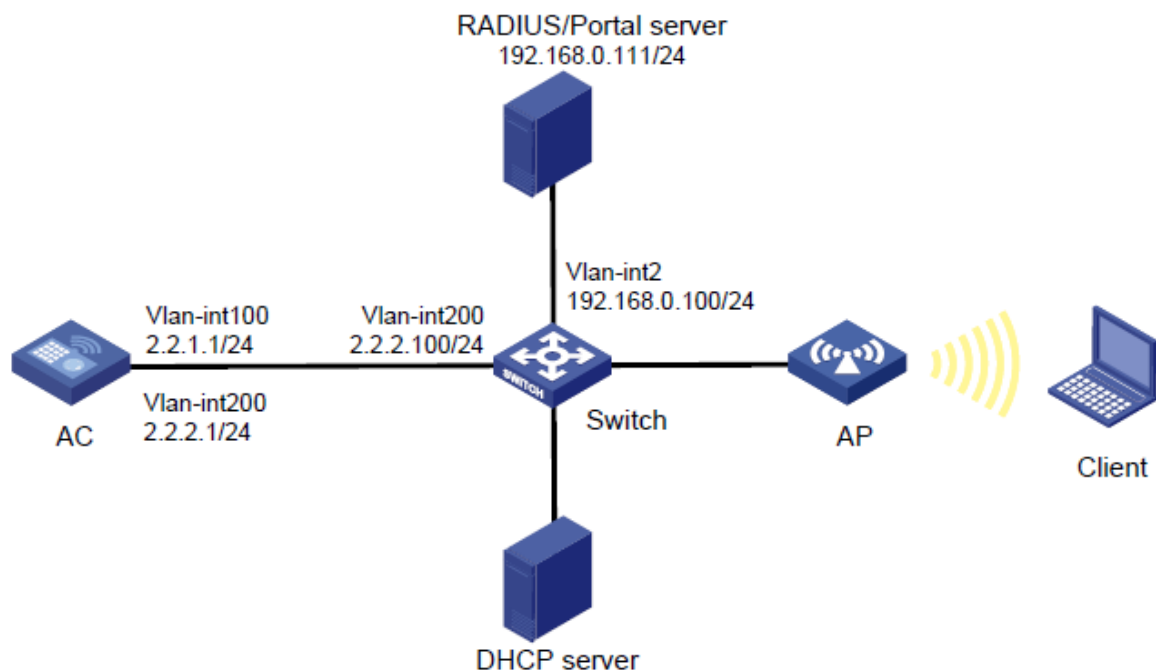 RADIUS/Portal server
192.168.0.111/24
Vlan-int2
192.168.0.100/24
Vlan-int100
2.2.1.1/24
Vlan-int200
2.2.2.100/24
Vlan-int200
2.2.2.1/24
AC
SWITCH
Switch
AP
Client
DHCP server